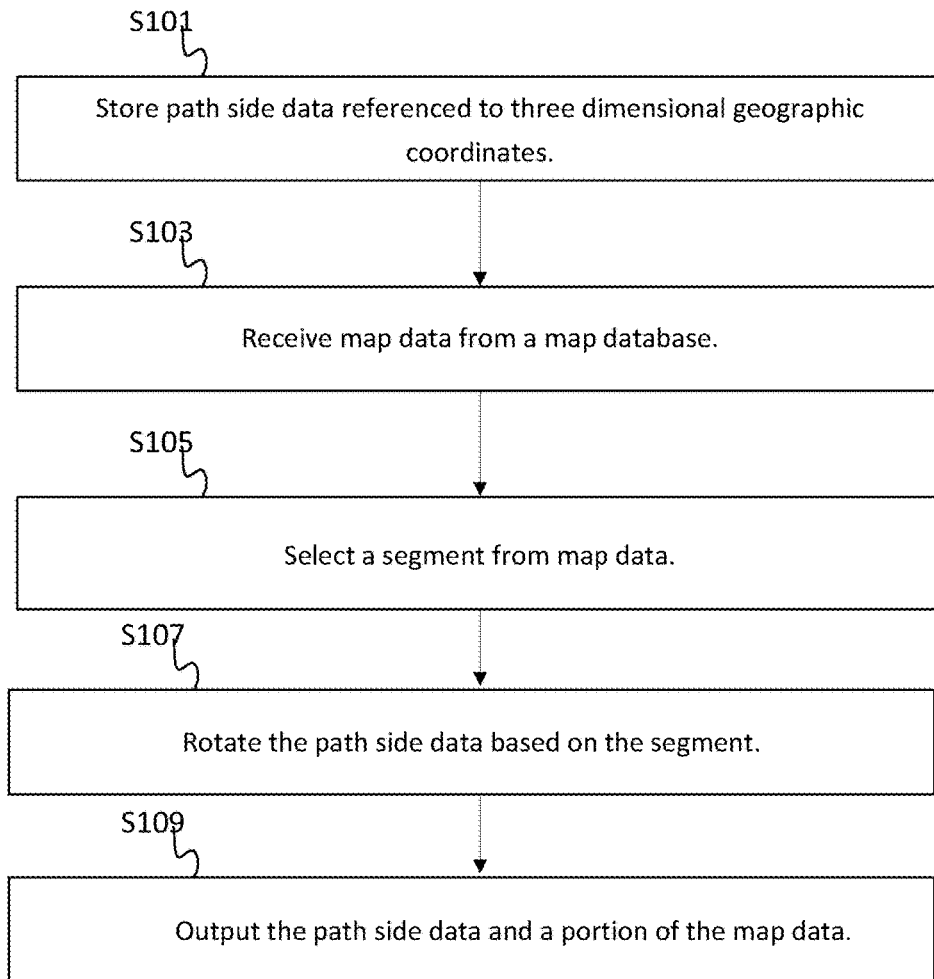 S101
Store path side data referenced to three dimensional geographic
coordinates.
S103
Receive map data from a map database.
S105
Select a segment from map data.
S107
Rotate the path side data based on the segment.
S109
Output the path side data and a portion of the map data.